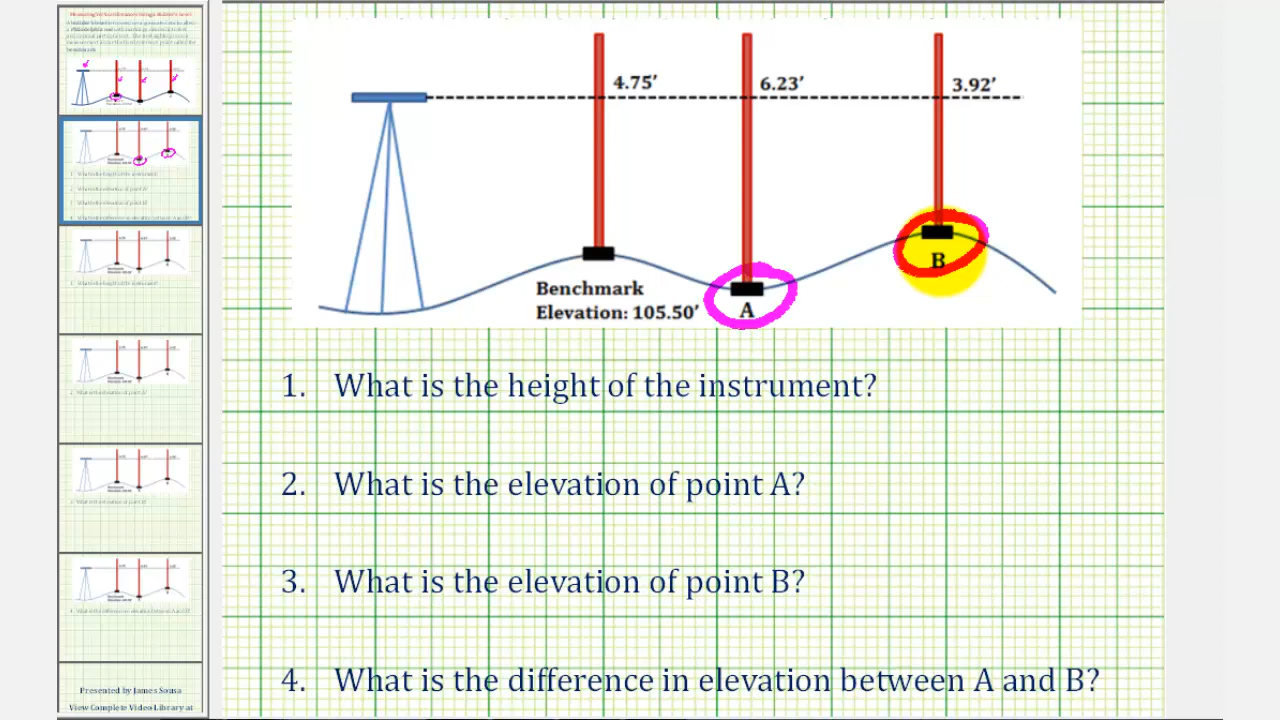 4.75’
6.23’
3.92’
Benchmark
Elevation: 105.50’
A
B
1. What is the height of the instrument?
2. What is the elevation of point A?
3. What is the elevation of point B?
4. What is the difference in elevation between A and B?
Presented by James Sousa
View Complete Video Library at